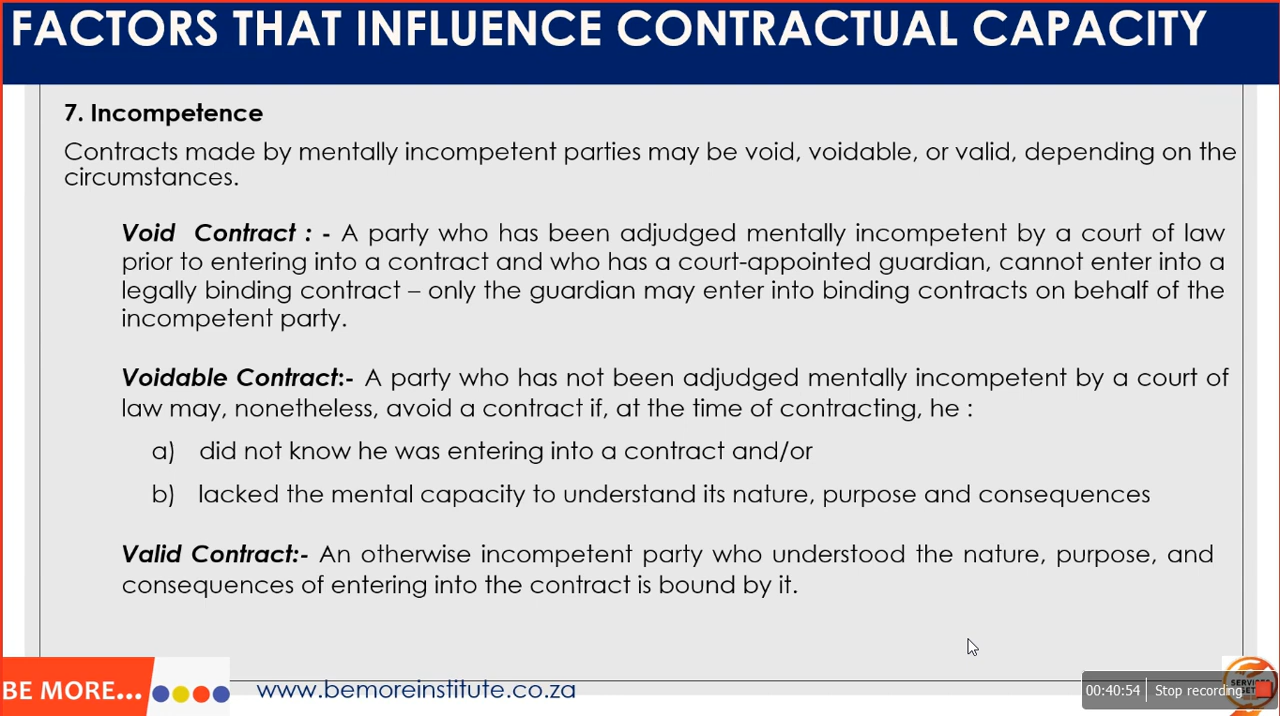 FACTORS THAT INFLUENCE CONTRACTUAL CAPACITY
7. Incompetence
Contracts made by mentally incompetent parties may be void, voidable, or valid, depending on the
circumstances.
Void Contract : - A party who has been adjudged mentally incompetent by a court of law
prior to entering into a contract and who has a court-appointed guardian, cannot enter into a
legally binding contract – only the guardian may enter into binding contracts on behalf of the
incompetent party.
Voidable Contract:- A party who has not been adjudged mentally incompetent by a court of
law may, nonetheless, avoid a contract if, at the time of contracting, he :
a) did not know he was entering into a contract and/or
b) lacked the mental capacity to understand its nature, purpose and consequences
Valid Contract:- An otherwise incompetent party who understood the nature, purpose, and
consequences of entering into the contract is bound by it.
BE MORE...
www.bemoreinstitute.co.za
00:40:54 Stop recording